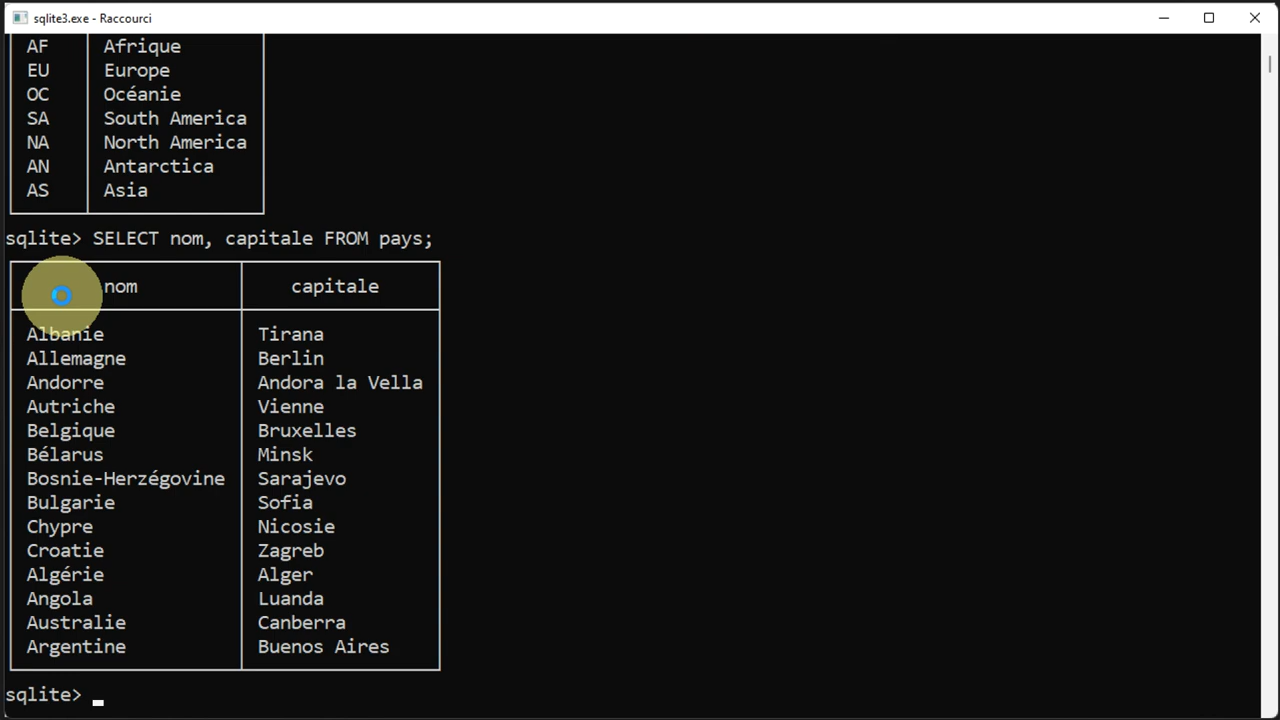 sqlite3.exe - Raccourci
AF Afrique
EU Europe
OC Océanie
SA South America
NA North America
AN Antarctica
AS Asia
sqlite> SELECT nom, capitale FROM pays;
nom capitale
Albanie Tirana
Allemagne Berlin
Andorre Andora la Vella
Autriche Vienne
Belgique Bruxelles
Bélarus Minsk
Bosnie-Herzégovine Sarajevo
Bulgarie Sofia
Chypre Nicosie
Croatie Zagreb
Algérie Alger
Angola Luanda
Australie Canberra
Argentine Buenos Aires
sqlite>